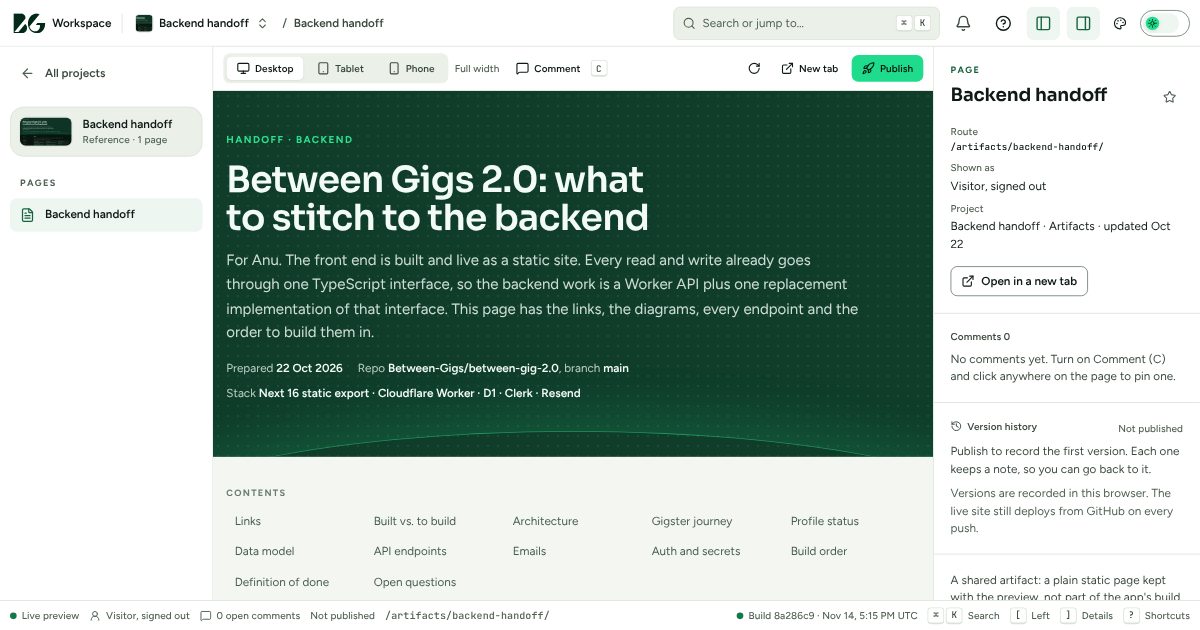 Workspace
Backend handoff
/ Backend handoff
Search or jump to...
⌘ K
All projects
Backend handoff
Reference · 1 page
PAGES
Backend handoff
Desktop
Tablet
Phone
Full width
Comment
C
New tab
Publish
HANDOFF · BACKEND
Between Gigs 2.0: what
to stitch to the backend
For Anu. The front end is built and live as a static site. Every read and write already goes
through one TypeScript interface, so the backend work is a Worker API plus one replacement
implementation of that interface. This page has the links, the diagrams, every endpoint and the
order to build them in.
Prepared 22 Oct 2026 Repo Between-Gigs/between-gig-2.0, branch main
Stack Next 16 static export · Cloudflare Worker · D1 · Clerk · Resend
CONTENTS
Links
Built vs. to build
Architecture
Gigster journey
Profile status
Data model
API endpoints
Emails
Auth and secrets
Build order
Definition of done
Open questions
PAGE
Backend handoff
Route
/artifacts/backend-handoff/
Shown as
Visitor, signed out
Project
Backend handoff · Artifacts · updated Oct
22
Open in a new tab
Comments 0
No comments yet. Turn on Comment (C)
and click anywhere on the page to pin one.
Version history
Not published
Publish to record the first version. Each one
keeps a note, so you can go back to it.
Versions are recorded in this browser. The
live site still deploys from GitHub on every
push.
A shared artifact: a plain static page kept
with the preview, not part of the app's build
Live preview
Visitor, signed out
0 open comments
Not published
/artifacts/backend-handoff/
Build 8a286c9 · Nov 14, 5:15 PM UTC
⌘ K Search
[ Left
] Details
? Shortcuts